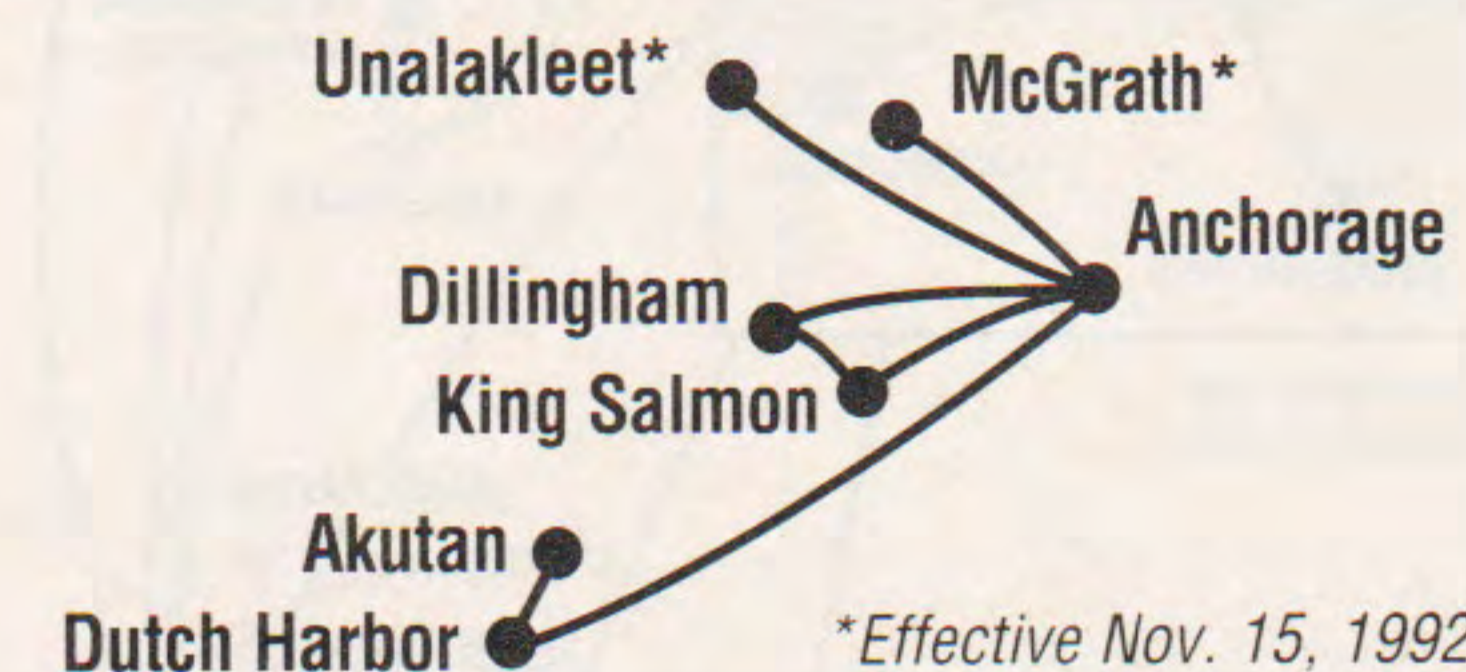 Unalakleet*
McGrath*
Anchorage
Dillingham
King Salmon
Akutan
Dutch Harbor
*Effective Nov. 15, 1992